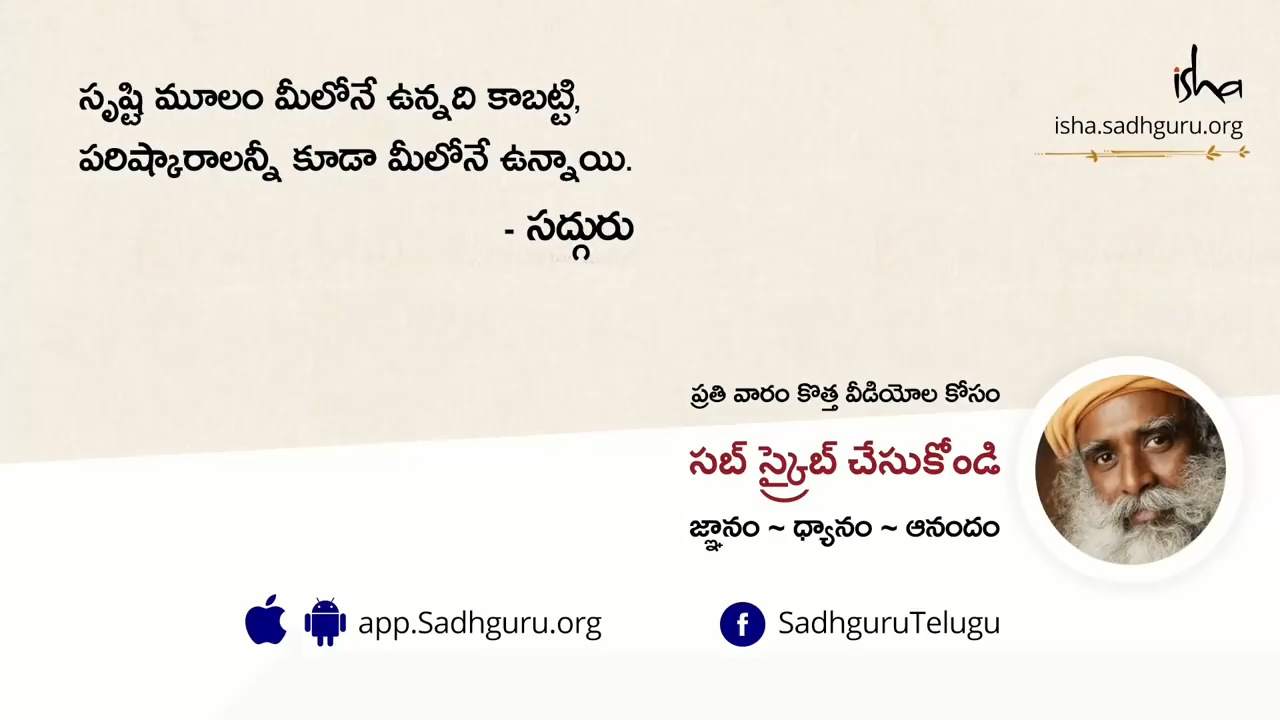 సృష్టి మూలం మీలోనే ఉన్నది కాబట్టి,
పరిష్కారాలన్నీ కూడా మీలోనే ఉన్నాయి.
- సద్గురు
isha
isha.sadhguru.org
ప్రతి వారం కొత్త వీడియోల కోసం
సబ్ స్క్రైబ్ చేసుకోండి
జ్ఞానం ~ ధ్యానం ~ ఆనందం
app.Sadhguru.org
SadhguruTelugu